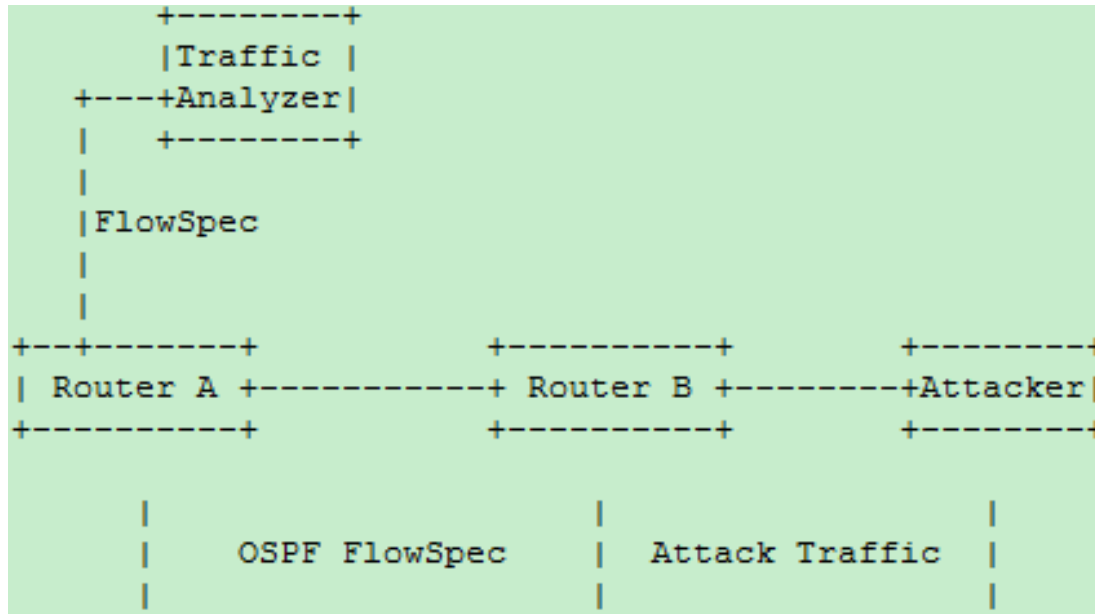 +--------+
|Traffic |
+---+Analyzer|
| +--------+
|
|FlowSpec
|
|
+--+-------+ +----------+ +--------+
| Router A +-----------+ Router B +--------+Attacker|
+----------+ +----------+ +--------+
| | |
| OSPF FlowSpec | Attack Traffic |
| | |